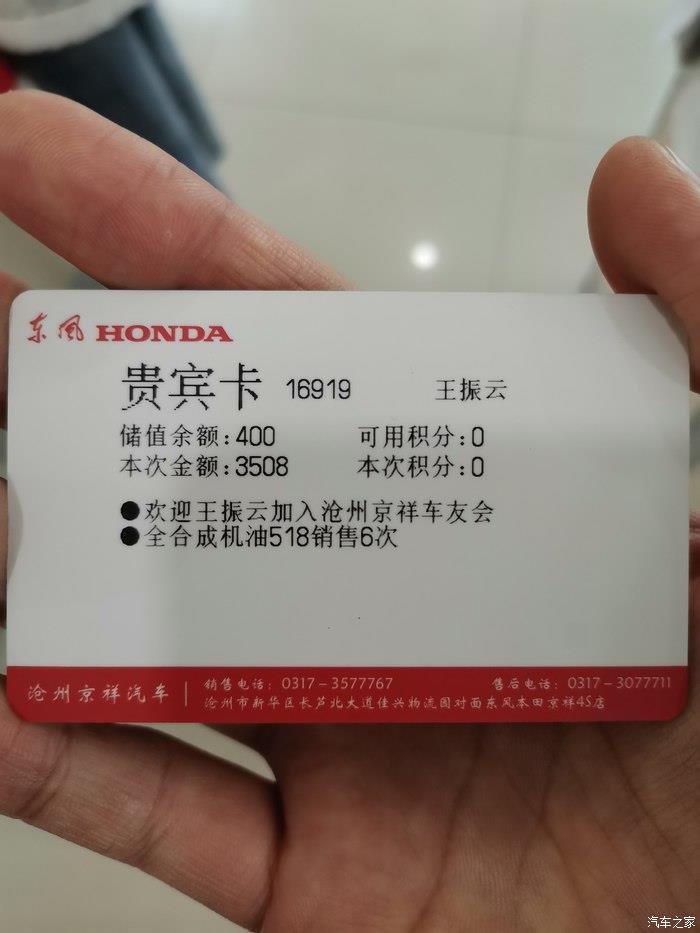 东风 HONDA
贵宾卡 16919 王振云
储值余额:400 可用积分:0
本次金额:3508 本次积分:0
●欢迎王振云加入沧州京祥车友会
●全合成机油518销售6次
沧州京祥汽车 销售电话: 0317-3577767 售后电话: 0317-3077711
沧州市新华区长芦北大道佳兴物流园对面东风本田京祥4S店
汽车之家